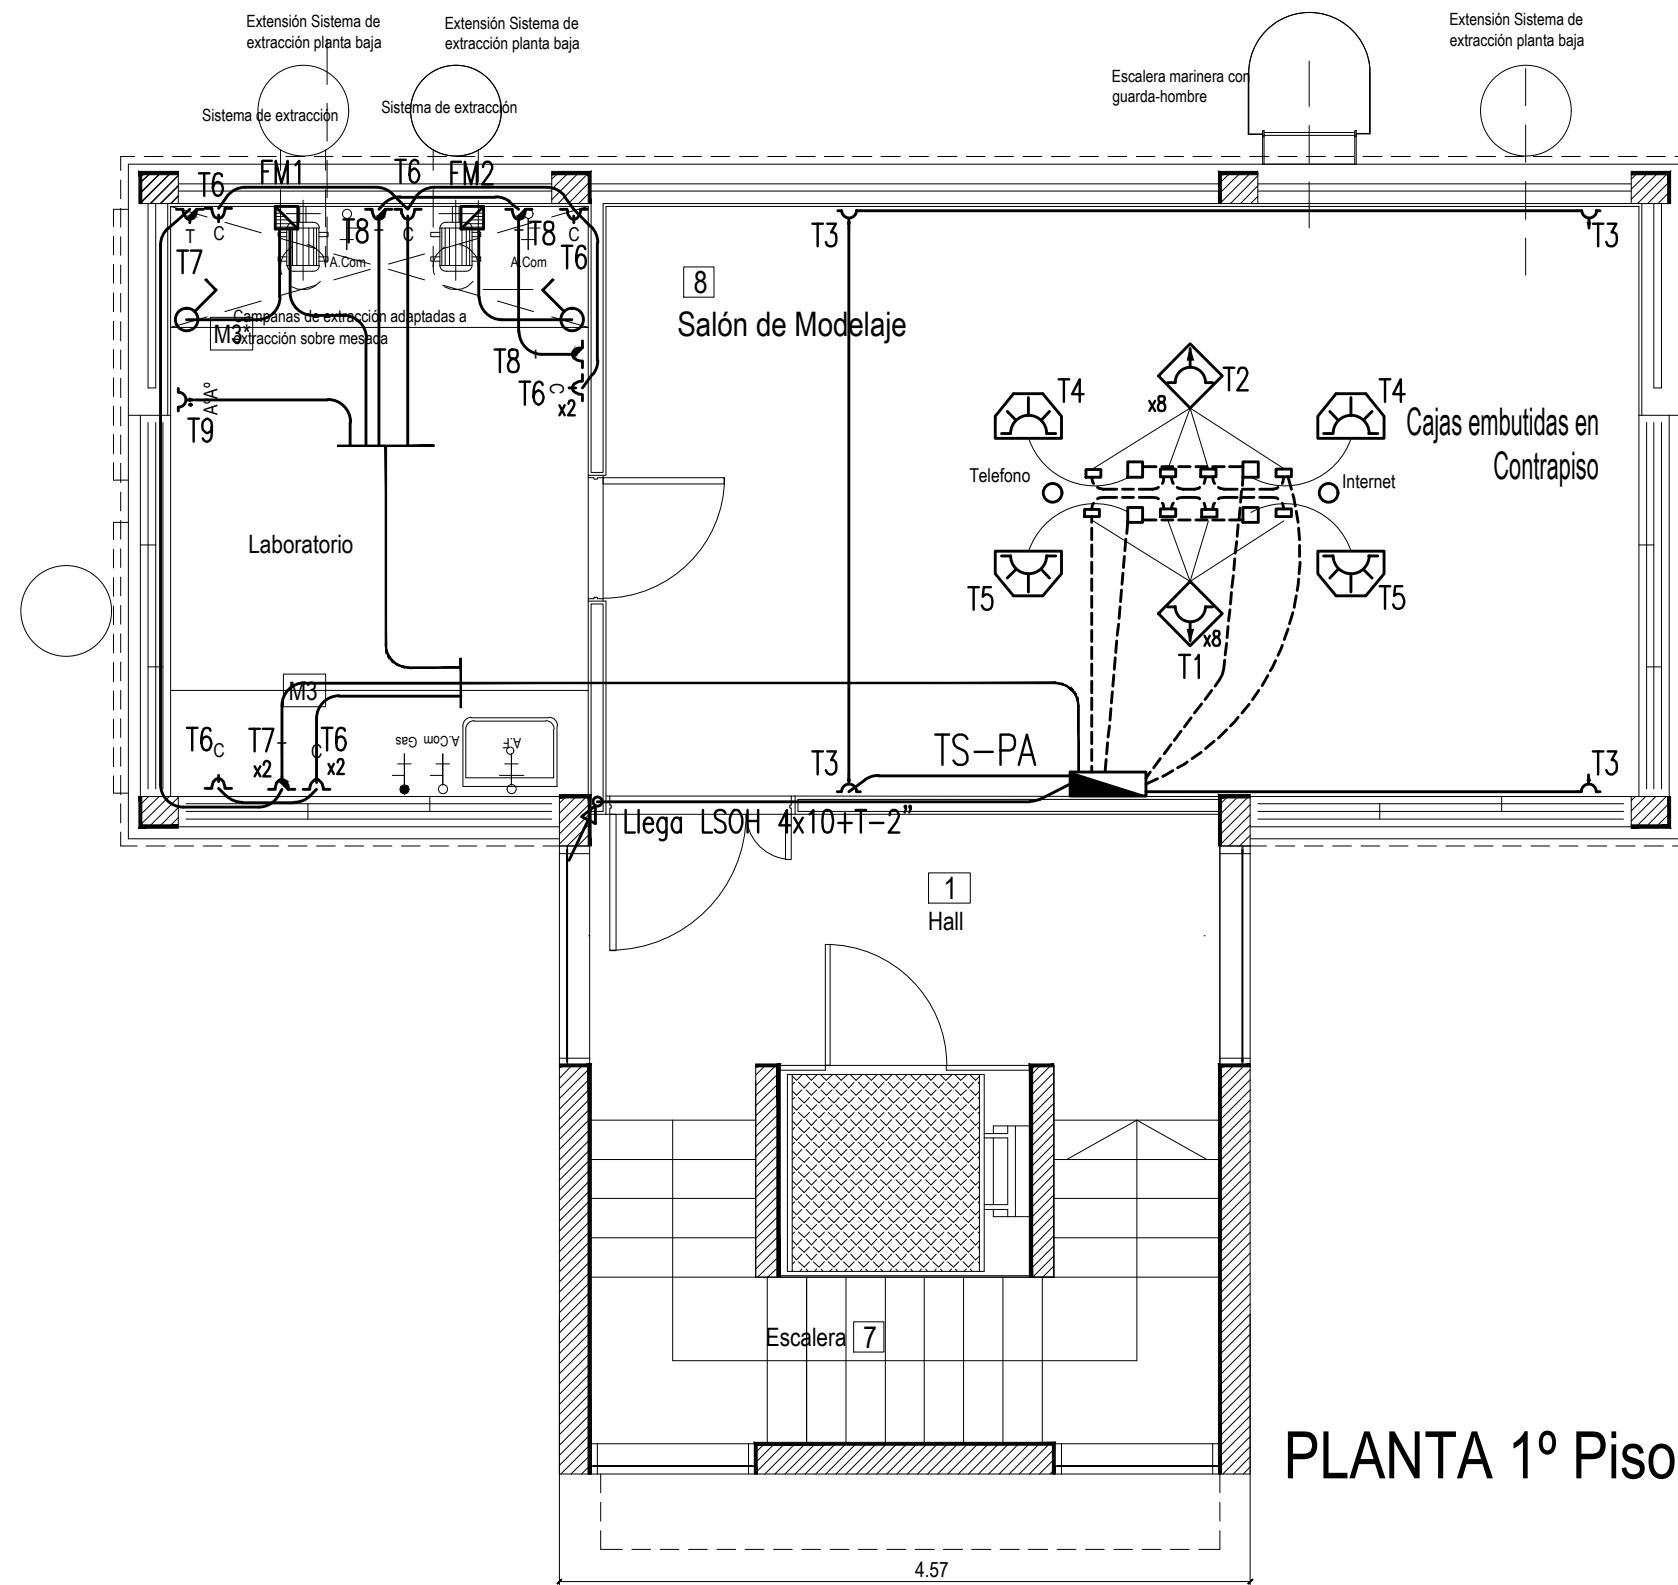 Extensión Sistema de
extracción planta baja
Extensión Sistema de
extracción planta baja
Extensión Sistema de
extracción planta baja
Escalera marinera con
guarda-hombre
Sistema de extracción
Sistema de extracción
T6
FM1
T6
FM2
T
C
T8
C
T8
C
T3
T3
T7
A.Com
A.Com
T6
8
Salón de Modelaje
Campanas de extracción adaptadas a
M3*
extracción sobre mesada
T8
T6
C
x2
AºAº
T9
T2
x8
T4
T4
Cajas embutidas en
Contrapiso
Telefono
Internet
Laboratorio
T5
T5
x8
T1
M3
T6
C
T7
x2
C
T6
x2
Gas
A.Com
A.F
T3
TS-PA
T3
Llega LSOH 4x10+T-2"
1
Hall
Escalera
7
PLANTA 1º Piso
4.57